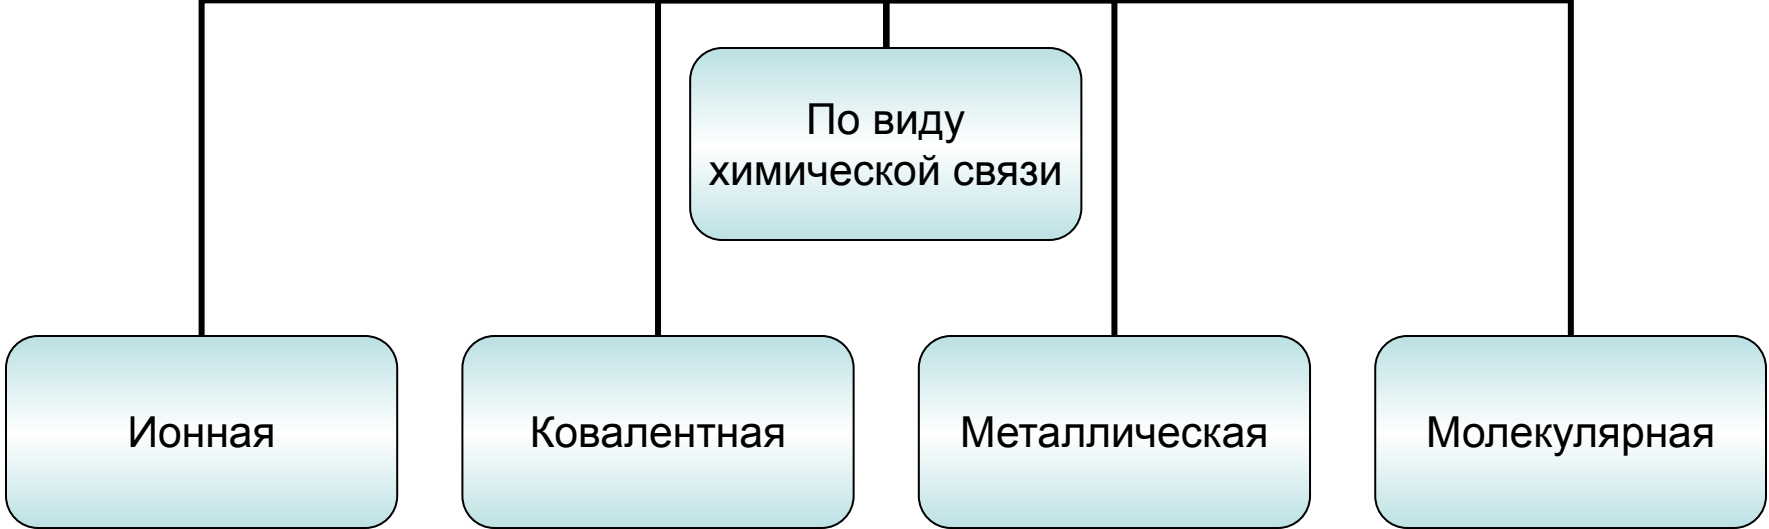 По виду
химической связи
Ионная
Ковалентная
Металлическая
Молекулярная